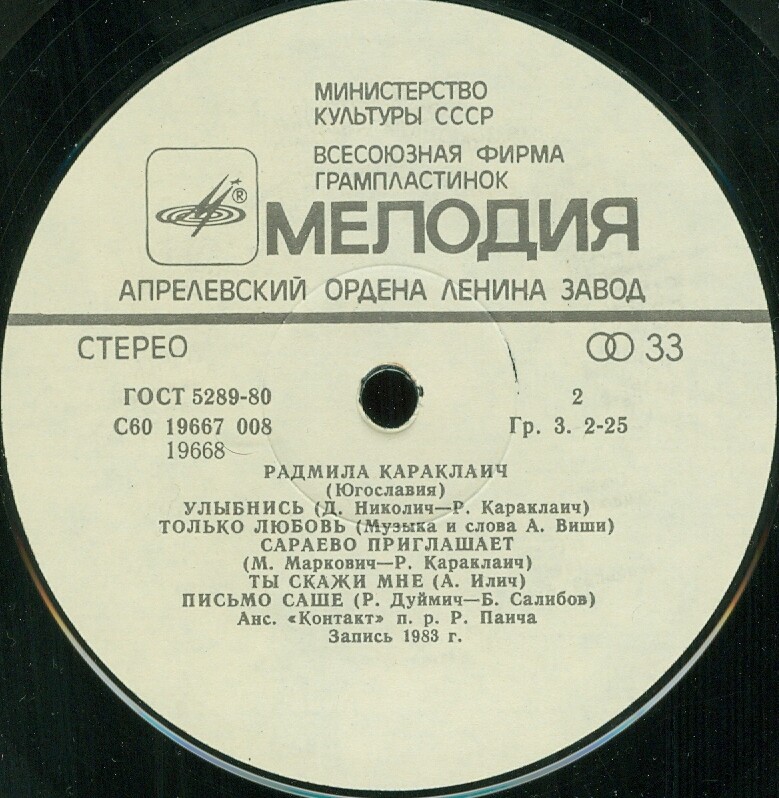 МИНИСТЕРСТВО
КУЛЬТУРЫ СССР
ВСЕСОЮЗНАЯ ФИРМА
ГРАМПЛАСТИНОК
®
МЕЛОДИЯ
АПРЕЛЕВСКИЙ ОРДЕНА ЛЕНИНА ЗАВОД
СТЕРЕО 33
ГОСТ 5289-80 2
С60 19667 008 Гр. 3. 2-25
19668
РАДМИЛА КАРАКЛАИЧ
(Югославия)
УЛЫБНИСЬ (Д. Николич—Р. Караклаич)
ТОЛЬКО ЛЮБОВЬ (Музыка и слова А. Виши)
САРАЕВО ПРИГЛАШАЕТ
(М. Маркович—Р. Караклаич)
ТЫ СКАЖИ МНЕ (А. Илич)
ПИСЬМО САШЕ (Р. Дуймич—Б. Салибов)
Анс. «Контакт» п. р. Р. Паича
Запись 1983 г.